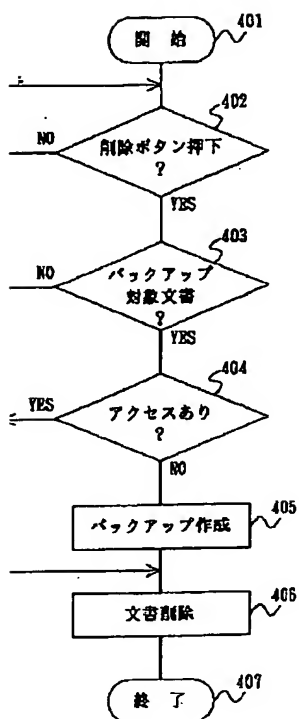 開始
401
402
NO
削除ボタン押下
?
YES
403
NO
バックアップ
対象文書
?
YES
404
YES
アクセスあり
?
NO
バックアップ作成
405
文書削除
406
終了
407